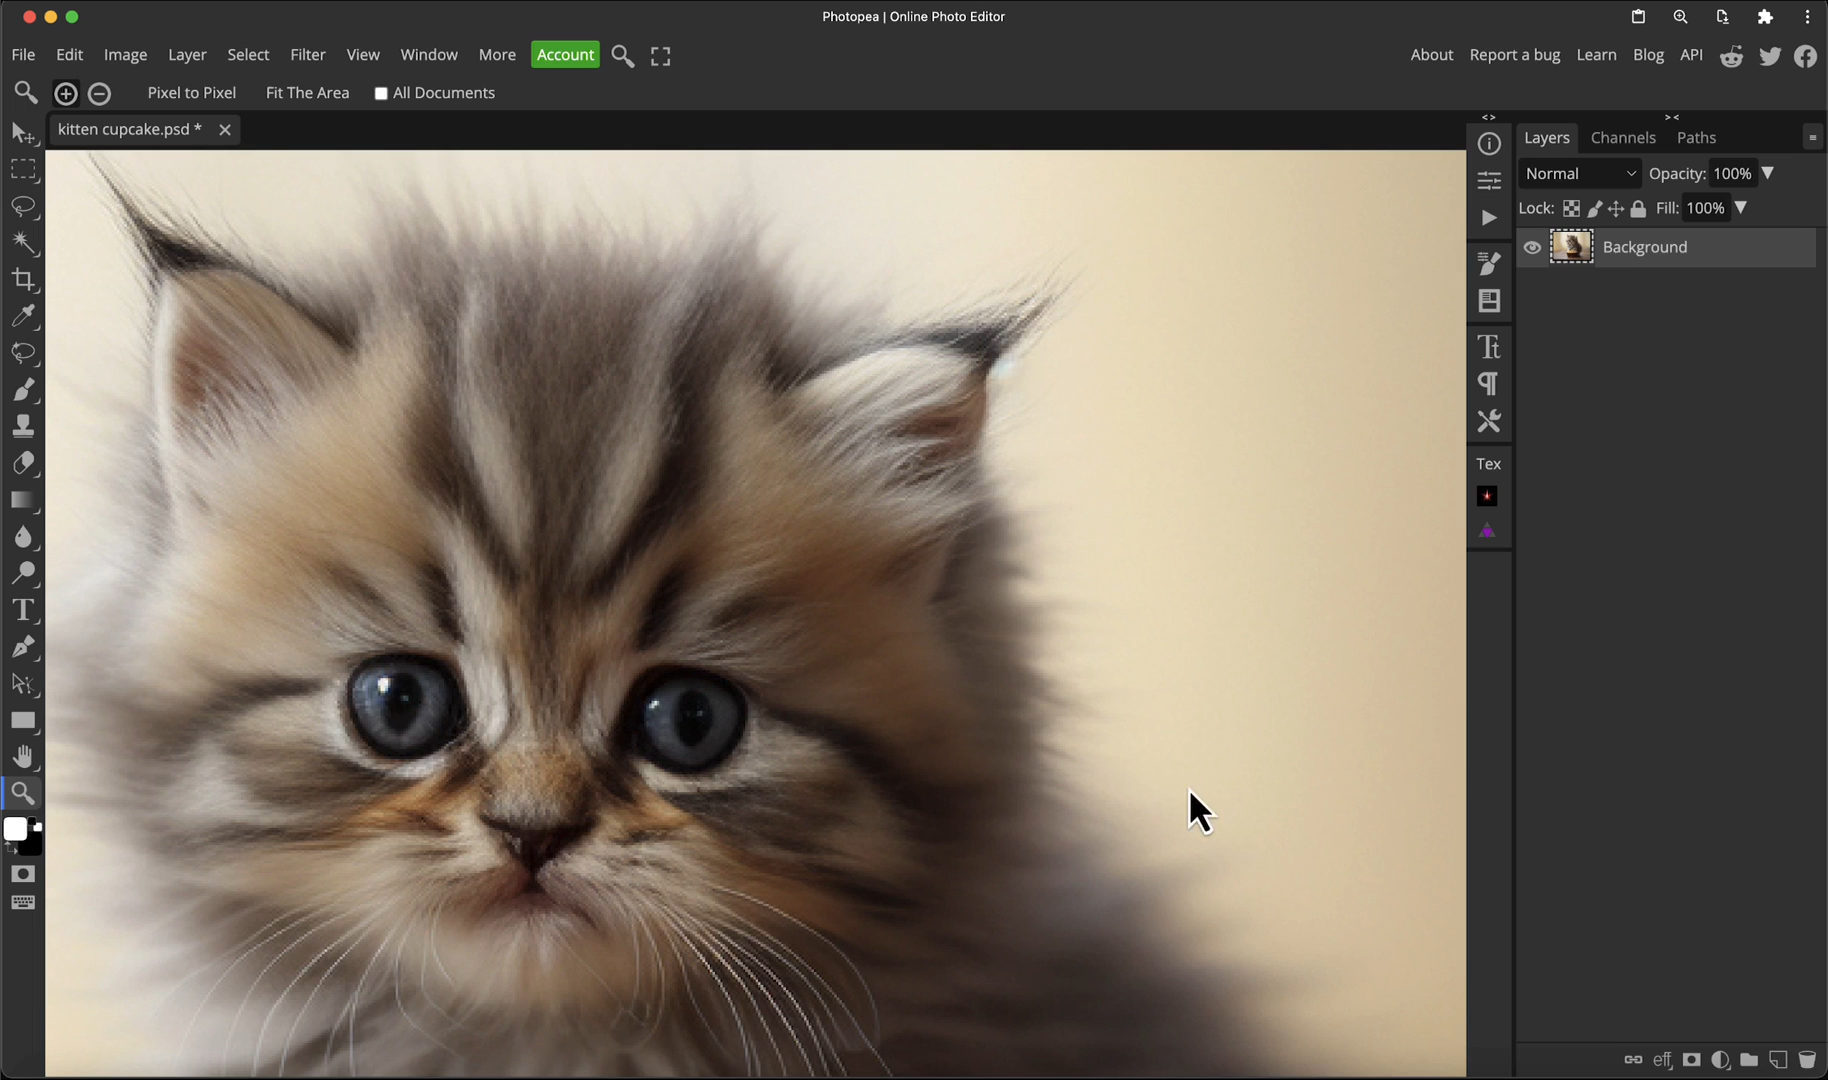 Photopea | Online Photo Editor
File Edit Image Layer Select Filter View Window More Account
About Report a bug Learn Blog API
Pixel to Pixel Fit The Area All Documents
kitten cupcake.psd *
Layers Channels Paths
Normal Opacity: 100%
Lock: Fill: 100%
Background
Tex
eff